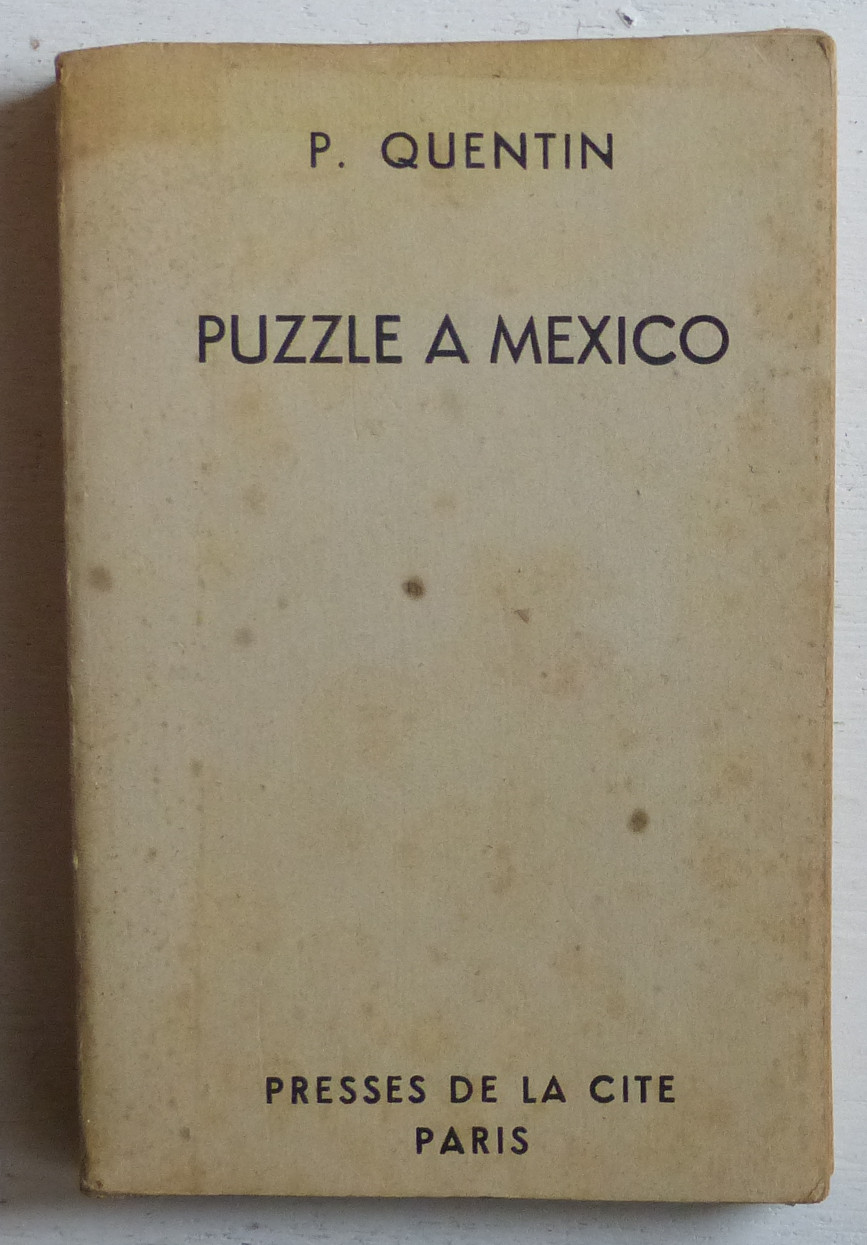 P. QUENTIN
PUZZLE A MEXICO
PRESSES DE LA CITE
PARIS